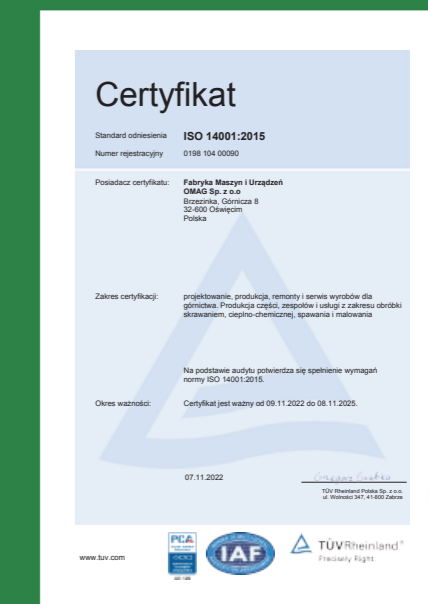 Certyfikat
Standard odniesienia ISO 14001:2015
Numer rejestracyjny 0198 104 00090
Posiadacz certyfikatu: Fabryka Maszyn i Urządzeń
OMAG Sp. z o.o
Brzezinka, Górnicza 8
32-600 Oświęcim
Polska
Zakres certyfikacji: projektowanie, produkcja, remonty i serwis wyrobów dla
górnictwa. Produkcja części, zespołów i usługi z zakresu obróbki
skrawaniem, cieplno-chemicznej, spawania i malowania
Na podstawie audytu potwierdza się spełnienie wymagań
normy ISO 14001:2015.
Okres ważności: Certyfikat jest ważny od 09.11.2022 do 08.11.2025.
07.11.2022
TÜV Rheinland Polska Sp. z o.o.
ul. Wolności 347, 41-800 Zabrze
www.tuv.com
PCA
IAF
TÜVRheinland®
Precisely Right.